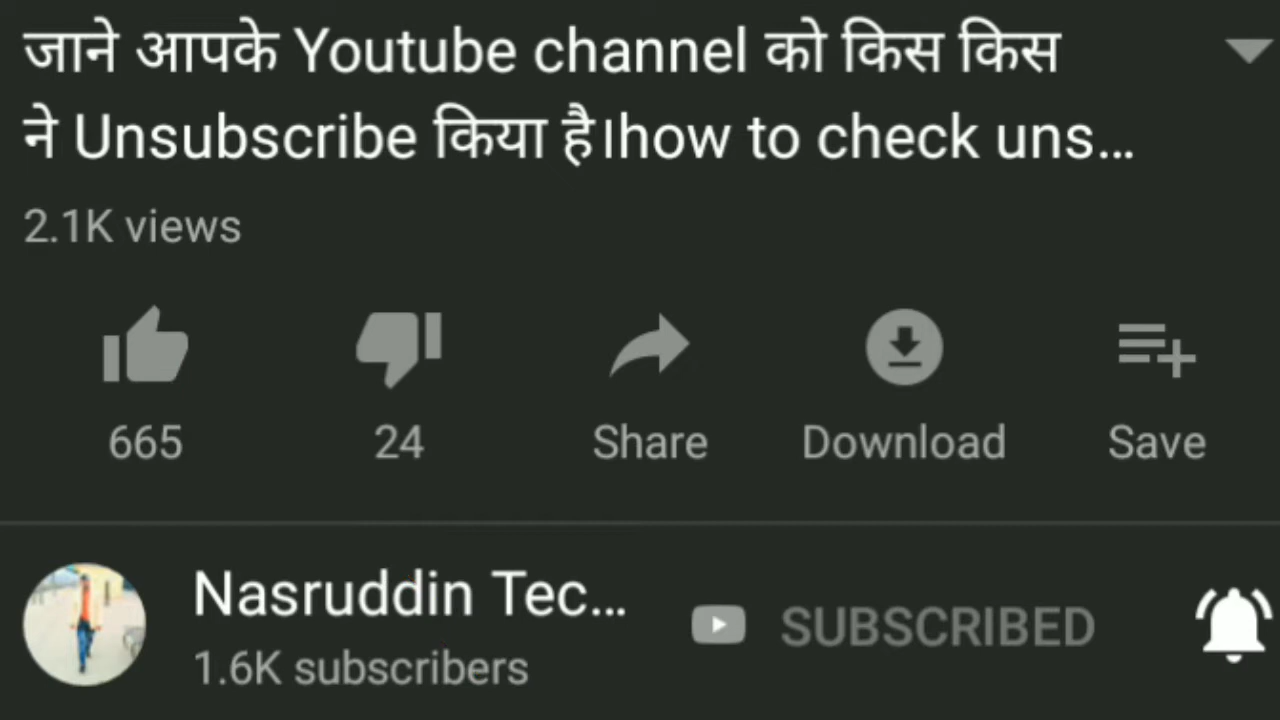 जाने आपके Youtube channel को किस किस
ने Unsubscribe किया है।how to check uns...
2.1K views
665 24 Share Download Save
Nasruddin Tec... SUBSCRIBED
1.6K subscribers